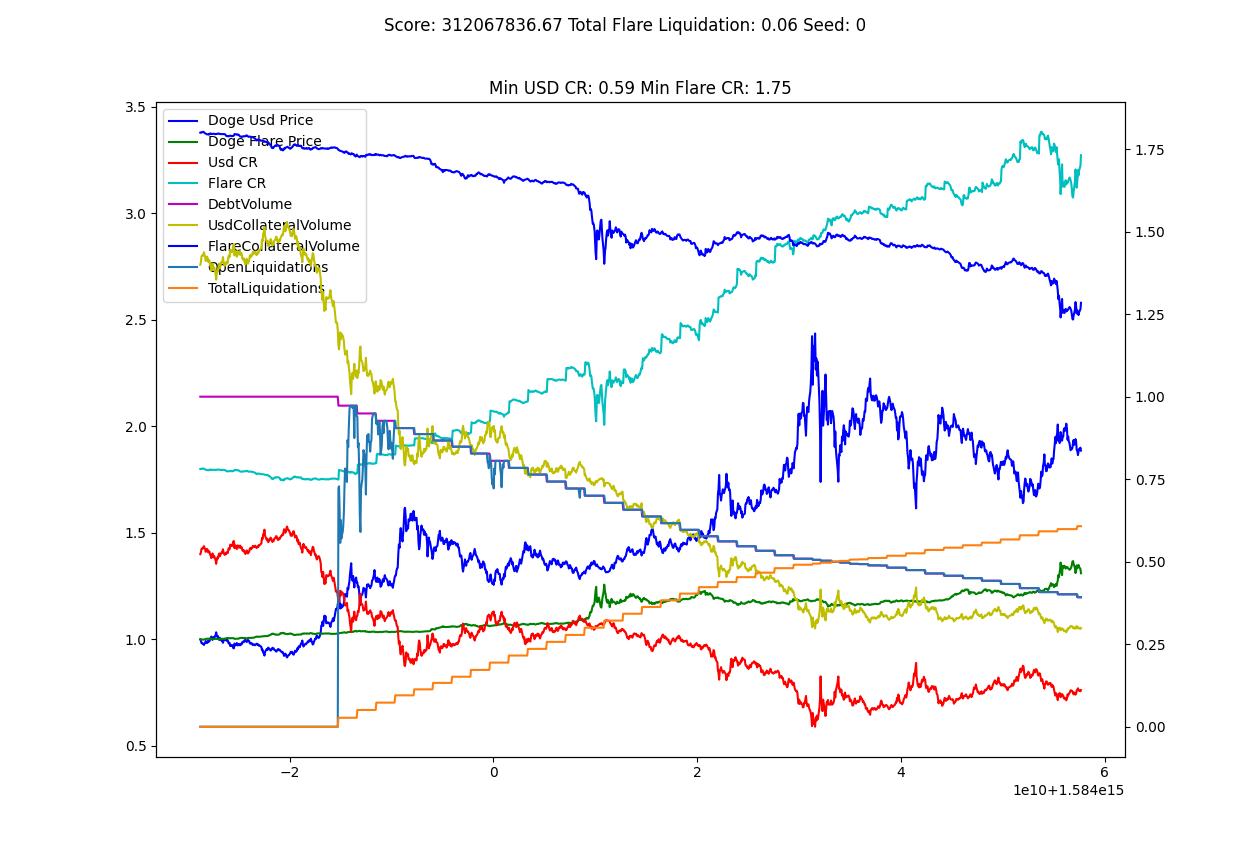 Score: 312067836.67 Total Flare Liquidation: 0.06 Seed: 0
Min USD CR: 0.59 Min Flare CR: 1.75
Doge Usd Price
Doge Flare Price
Usd CR
Flare CR
DebtVolume
UsdCollateralVolume
FlareCollateralVolume
OpenLiquidations
TotalLiquidations
3.5
3.0
2.5
2.0
1.5
1.0
0.5
1.75
1.50
1.25
1.00
0.75
0.50
0.25
0.00
−2
0
2
4
6
1e10+1.584e15